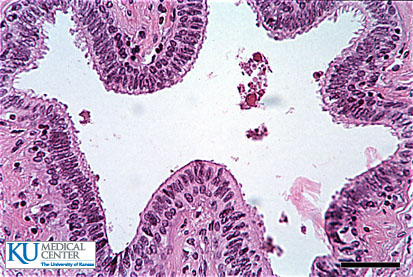 KU MEDICAL
CENTER
The University of Kansas